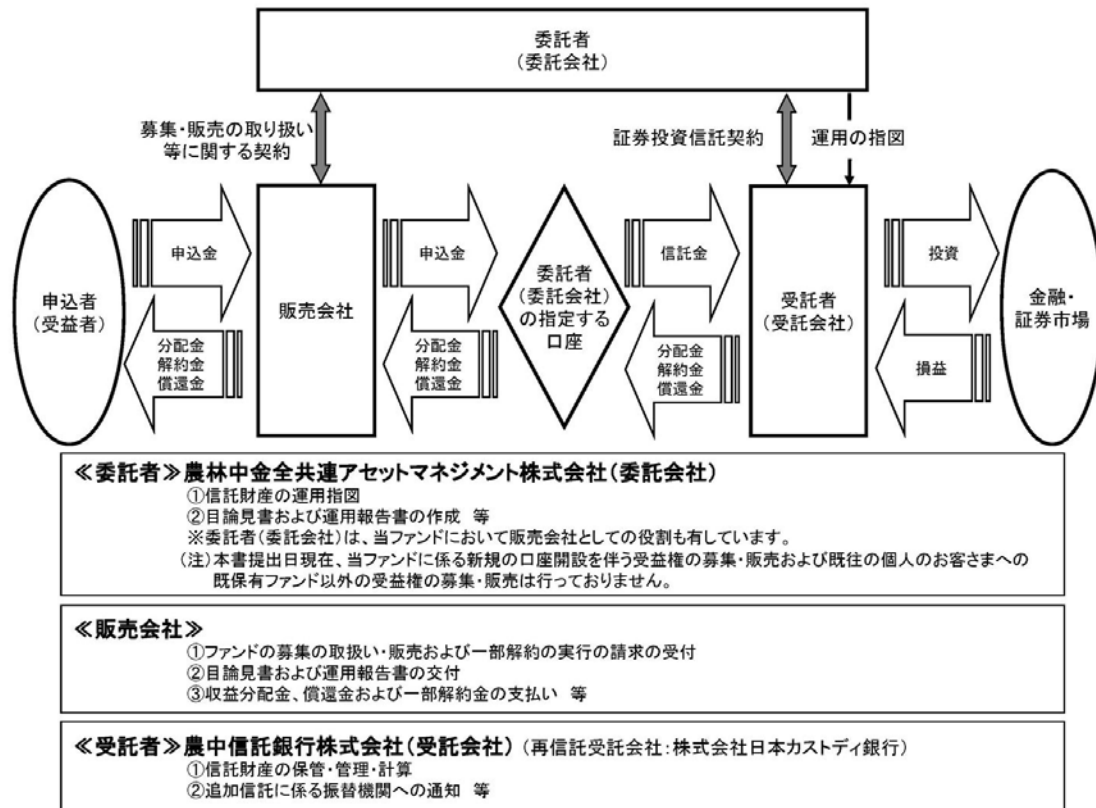 委託者
(委託会社)
募集・販売の取り扱い
等に関する契約
証券投資信託契約
運用の指図
申込金
申込金
信託金
投資
申込者
(受益者)
販売会社
委託者
(委託会社)
の指定する
口座
受託者
(受託会社)
金融・
証券市場
分配金
解約金
償還金
分配金
解約金
償還金
分配金
解約金
償還金
損益
≪委託者≫農林中金全共連アセットマネジメント株式会社(委託会社)
①信託財産の運用指図
②目論見書および運用報告書の作成 等
※委託者(委託会社)は、当ファンドにおいて販売会社としての役割も有しています。
(注)本書提出日現在、当ファンドに係る新規の口座開設を伴う受益権の募集・販売および既往の個人のお客さまへの
既保有ファンド以外の受益権の募集・販売は行っておりません。
≪販売会社≫
①ファンドの募集の取扱い・販売および一部解約の実行の請求の受付
②目論見書および運用報告書の交付
③収益分配金、償還金および一部解約金の支払い 等
≪受託者≫農中信託銀行株式会社(受託会社) (再信託受託会社:株式会社日本カストディ銀行)
①信託財産の保管・管理・計算
②追加信託に係る振替機関への通知 等